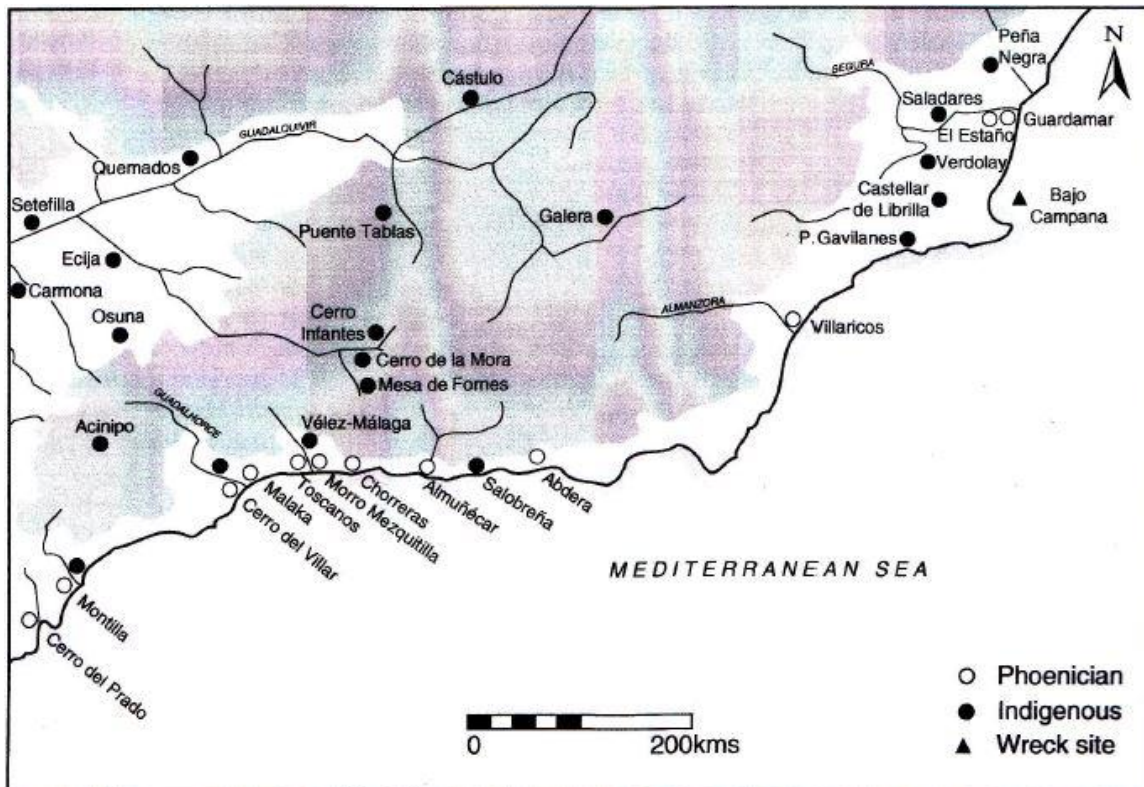 Peña
Negra
N
Cástulo
SEGURA
Saladares
Guardamar
El Estaño
GUADALQUIVIR
Quemados
Verdolay
Setefilla
Puente Tablas
Galera
Castellar
de Librilla
Bajo
Campana
P. Gavilanes
Ecija
Carmona
Osuna
Cerro
Infantes
ALMANZORA
Villaricos
Cerro de la Mora
Mesa de Fornes
GUADALHORCE
Acinipo
Vélez-Málaga
Malaka
Cerro del Villar
Toscanos
Morro Mezquitilla
Chorreras
Almuñécar
Salobreña
Abdera
MEDITERRANEAN SEA
Montilla
Cerro del Prado
Phoenician
Indigenous
Wreck site
0 200kms